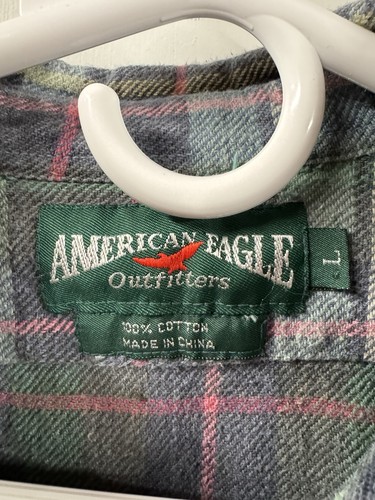 AMERICAN EAGLE
Outfitters
L
100% COTTON
MADE IN CHINA